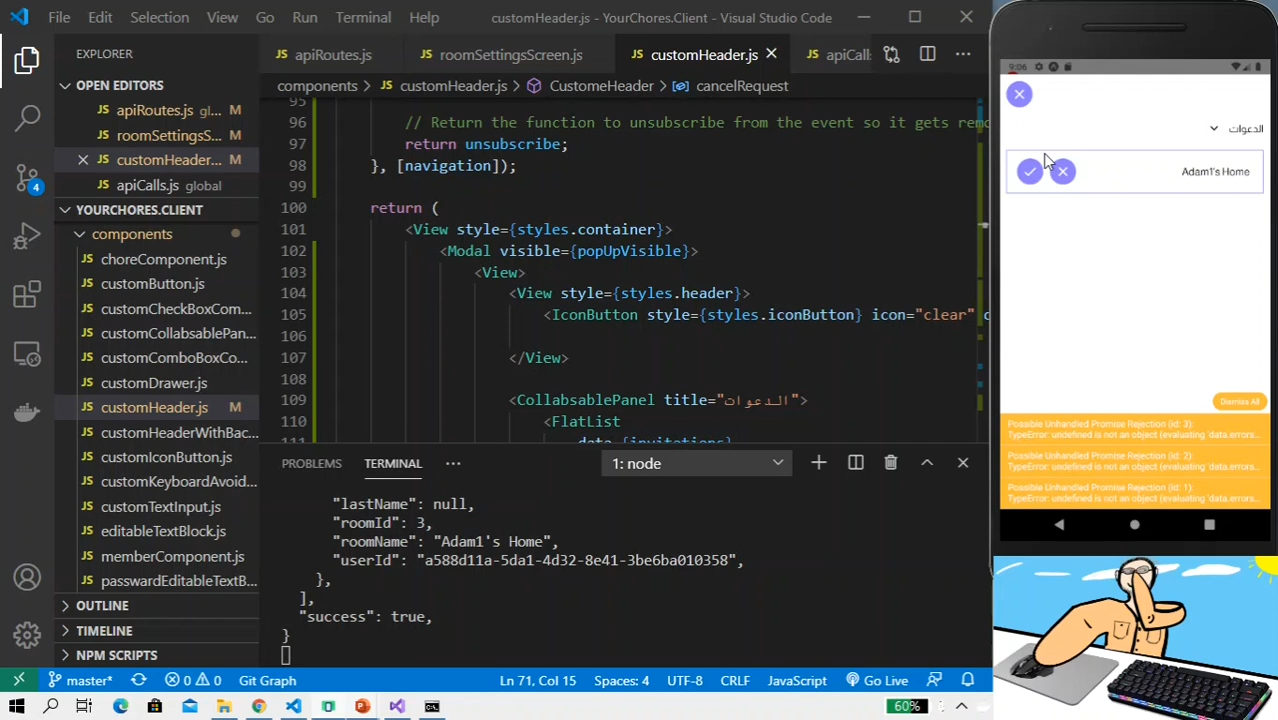 File Edit Selection View Go Run Terminal Help customHeader.js - YourChores.Client - Visual Studio Code
EXPLORER
OPEN EDITORS
JS apiRoutes.js gl... M
JS roomSettingsS... M
JS customHeader... M
JS apiCalls.js global
YOURCHORES.CLIENT
components
JS choreComponent.js
JS customButton.js
JS customCheckBoxCom...
JS customCollabsablePan...
JS customComboBoxCo...
JS customDrawer.js
JS customHeader.js M
JS customHeaderWithBac...
JS customIconButton.js
JS customKeyboardAvoid...
JS customTextInput.js
JS editableTextBlock.js
JS memberComponent.js
JS passwardEditableTextB...
OUTLINE
TIMELINE
NPM SCRIPTS
4
JS apiRoutes.js JS roomSettingsScreen.js JS customHeader.js JS apiCall
components > JS customHeader.js > CustomeHeader > cancelRequest
95
96 // Return the function to unsubscribe from the event so it gets rem
97 return unsubscribe;
98 }, [navigation]);
99
100 return (
101 <View style={styles.container}>
102 <Modal visible={popUpVisible}>
103 <View>
104 <View style={styles.header}>
105 <IconButton style={styles.iconButton} icon="clear" c
106
107 </View>
108
109 <CollabsablePanel title="الدعوات">
110 <FlatList
111 data={invitations}
PROBLEMS TERMINAL ... 1: node
"lastName": null,
"roomId": 3,
"roomName": "Adam1's Home",
"userId": "a588d11a-5da1-4d32-8e41-3be6ba010358",
},
],
"success": true,
}
master* 0 0 Git Graph Ln 71, Col 15 Spaces: 4 UTF-8 CRLF JavaScript Go Live
60%
9:06
الدعوات
Adam1's Home
Dismiss All
Possible Unhandled Promise Rejection (id: 3):
TypeError: undefined is not an object (evaluating 'data.errors...
Possible Unhandled Promise Rejection (id: 2):
TypeError: undefined is not an object (evaluating 'data.errors...
Possible Unhandled Promise Rejection (id: 1):
TypeError: undefined is not an object (evaluating 'data.errors...